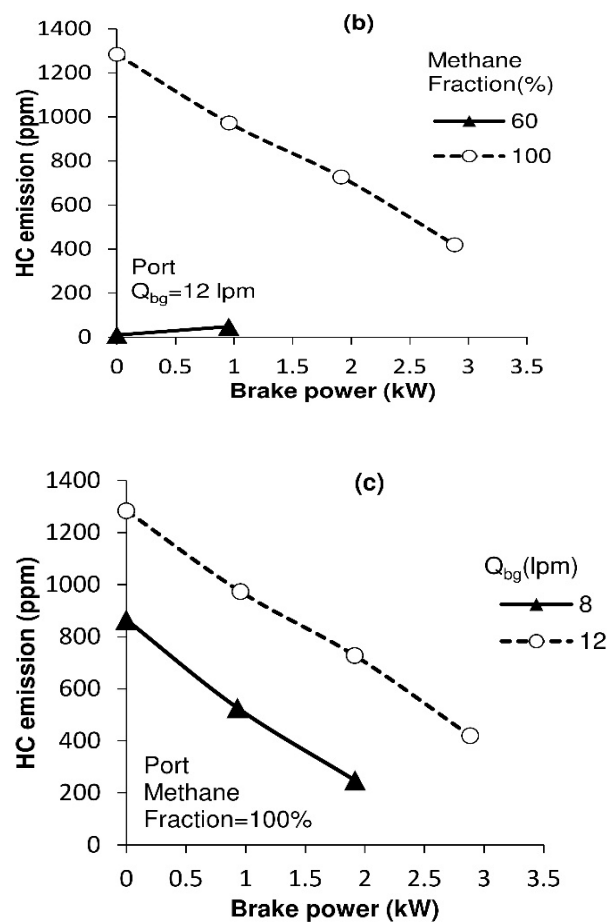 (b)
1400
1200
1000
800
600
400
200
0
HC emission (ppm)
Methane
Fraction(%)
60
100
Port
Qbg=12 lpm
0 0.5 1 1.5 2 2.5 3 3.5
Brake power (kW)
(c)
1400
1200
1000
800
600
400
200
0
HC emission (ppm)
Qbg(lpm)
8
12
Port
Methane
Fraction=100%
0 0.5 1 1.5 2 2.5 3 3.5
Brake power (kW)